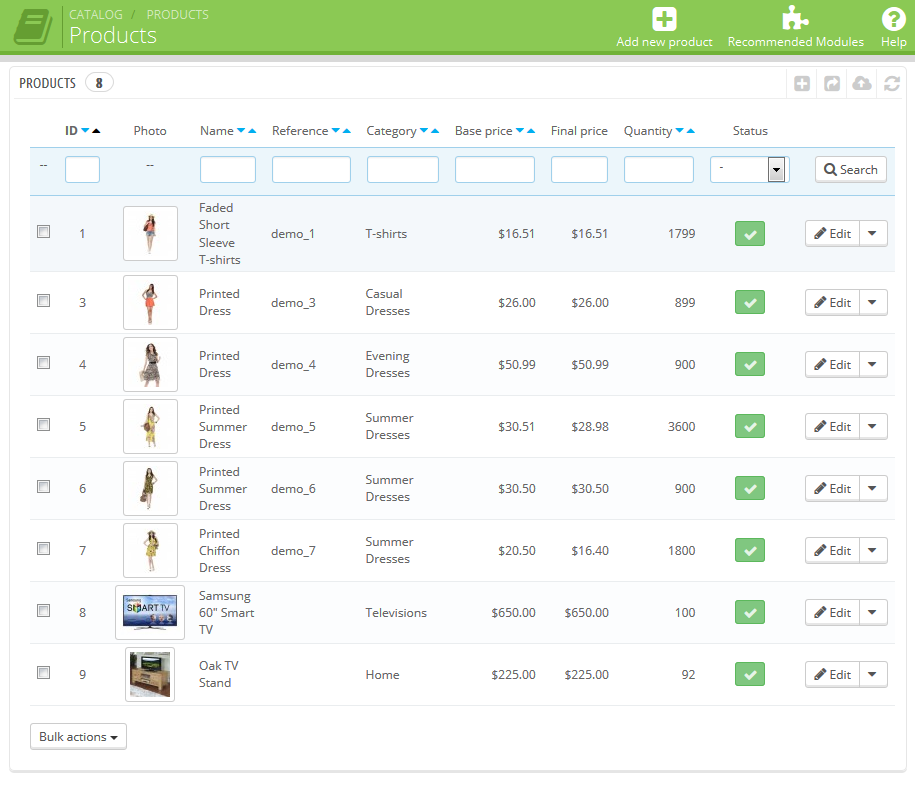 CATALOG / PRODUCTS
Products
Add new product
Recommended Modules
Help
PRODUCTS 8
ID Photo Name Reference Category Base price Final price Quantity Status
-- -- - Search
1 Faded Short Sleeve T-shirts demo_1 T-shirts $16.51 $16.51 1799 Edit
3 Printed Dress demo_3 Casual Dresses $26.00 $26.00 899 Edit
4 Printed Dress demo_4 Evening Dresses $50.99 $50.99 900 Edit
5 Printed Summer Dress demo_5 Summer Dresses $30.51 $28.98 3600 Edit
6 Printed Summer Dress demo_6 Summer Dresses $30.50 $30.50 900 Edit
7 Printed Chiffon Dress demo_7 Summer Dresses $20.50 $16.40 1800 Edit
8 Samsung SMART TV Samsung 60" Smart TV Televisions $650.00 $650.00 100 Edit
9 Oak TV Stand Home $225.00 $225.00 92 Edit
Bulk actions